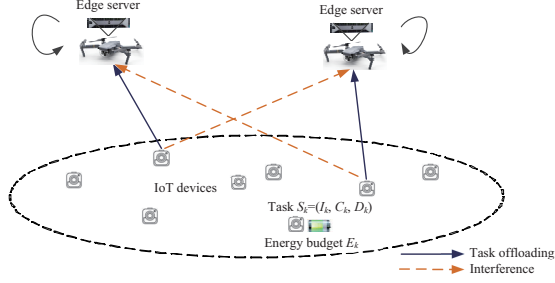 Edge server
Edge server
IoT devices
Task Sₖ=(Iₖ, Cₖ, Dₖ)
Energy budget Eₖ
Task offloading
Interference